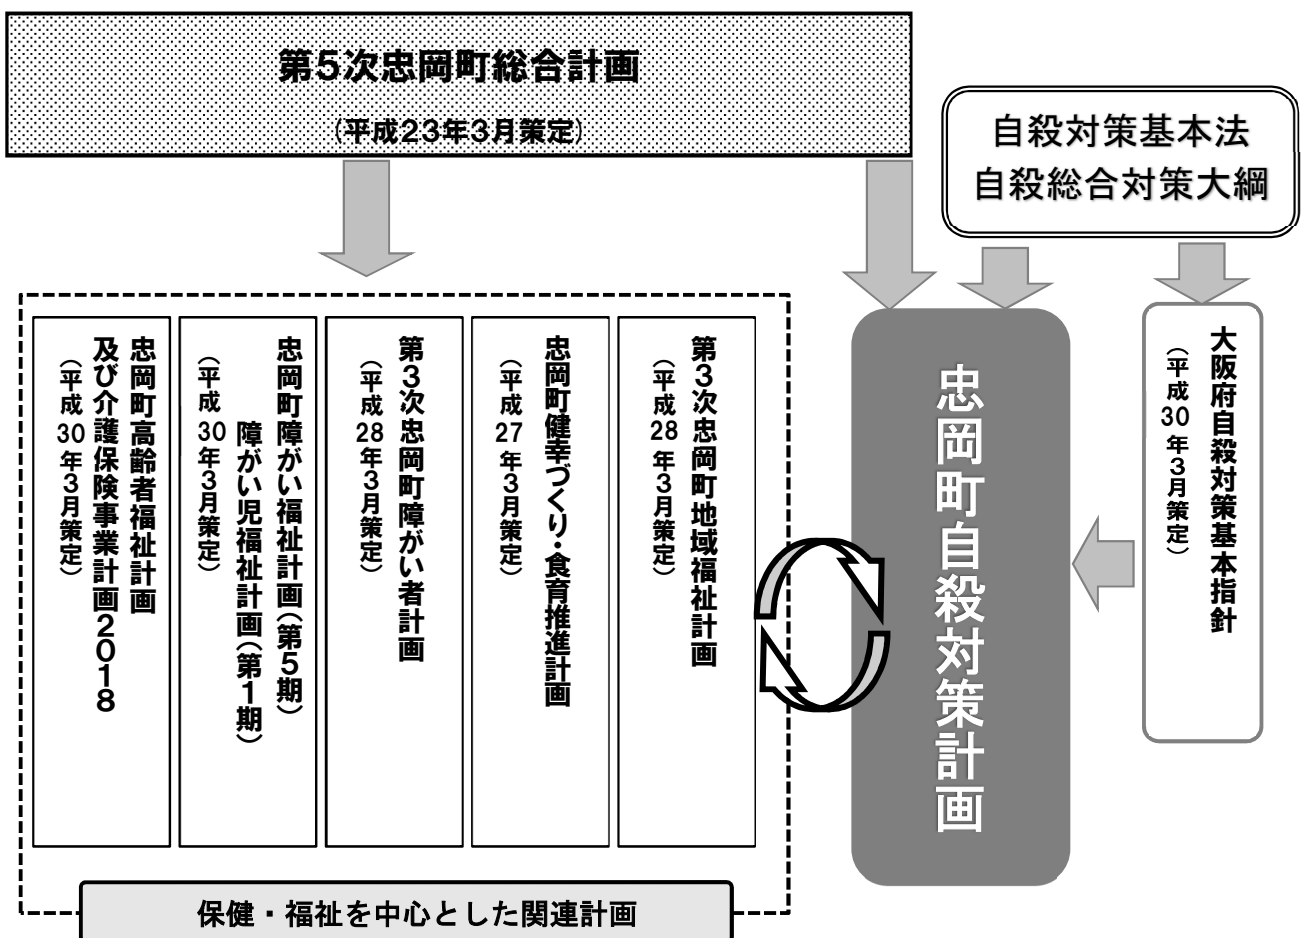 第5次忠岡町総合計画
(平成23年3月策定)
自殺対策基本法
自殺総合対策大綱
大阪府自殺対策基本指針
(平成30年3月策定)
忠岡町自殺対策計画
第3次忠岡町地域福祉計画
(平成28年3月策定)
忠岡町健幸づくり・食育推進計画
(平成27年3月策定)
第3次忠岡町障がい者計画
(平成28年3月策定)
忠岡町障がい福祉計画(第5期)
障がい児福祉計画(第1期)
(平成30年3月策定)
忠岡町高齢者福祉計画
及び介護保険事業計画2018
(平成30年3月策定)
保健・福祉を中心とした関連計画